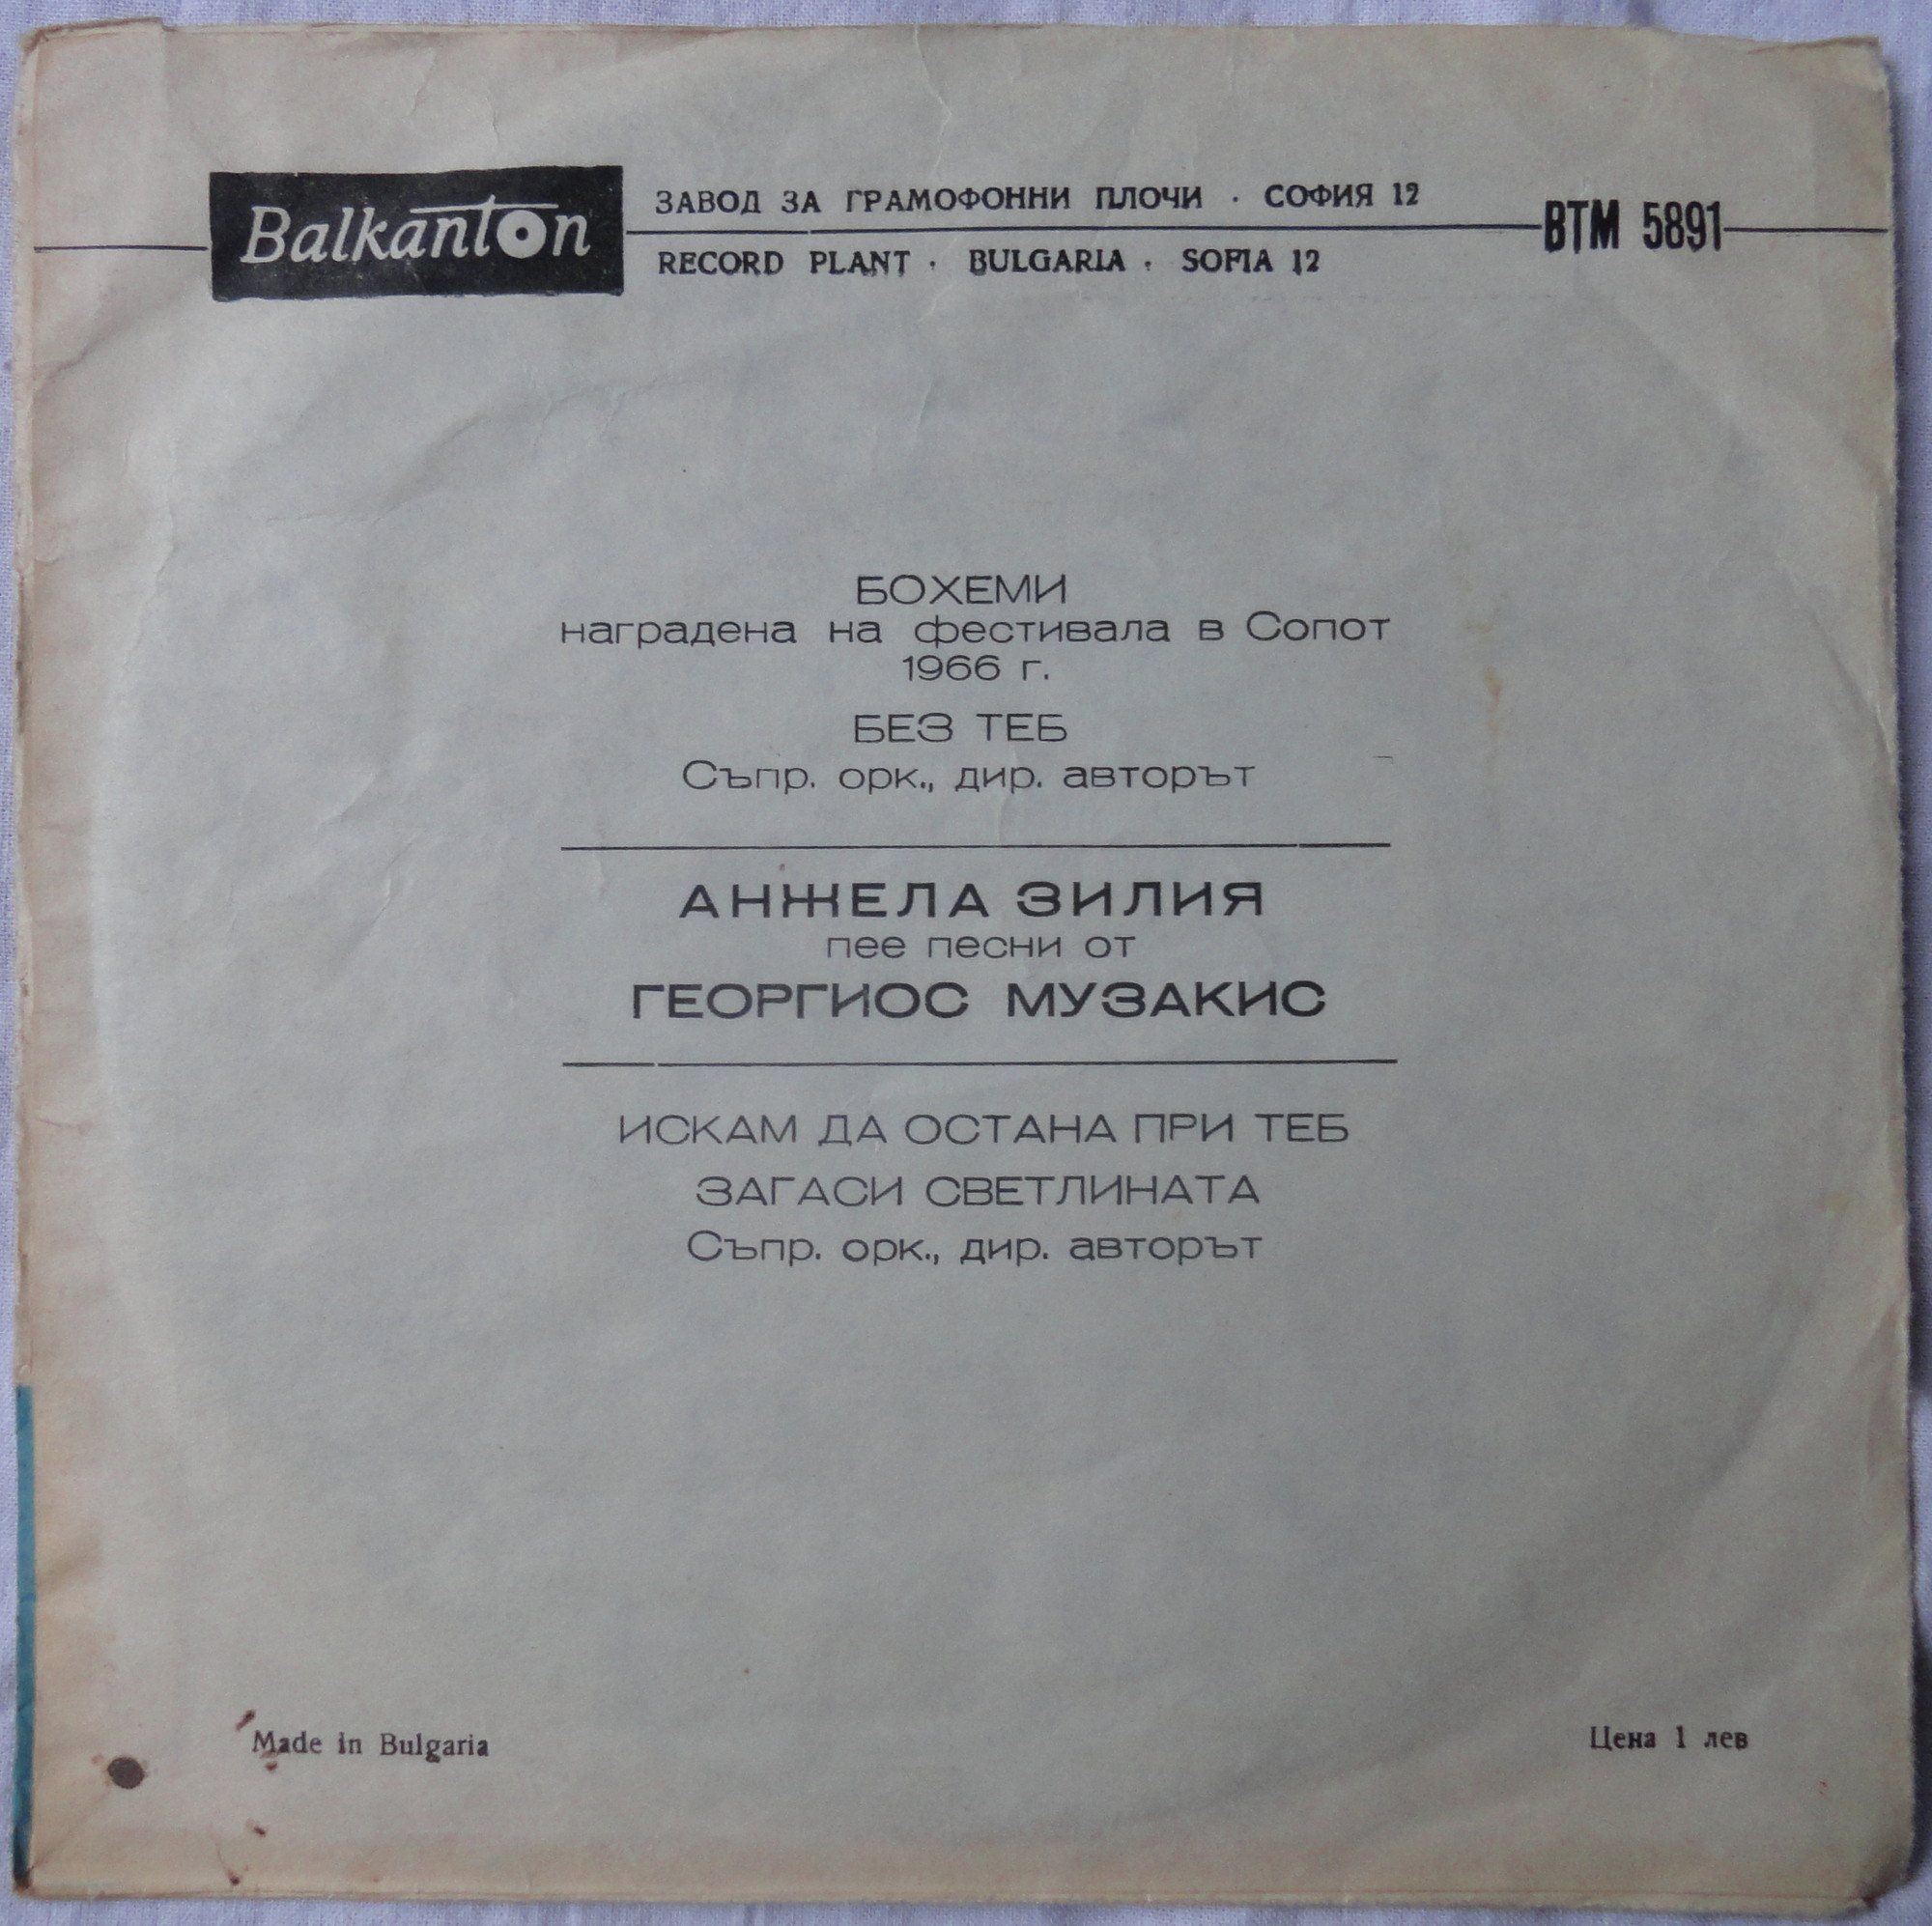 Balkanton
ЗАВОД ЗА ГРАМОФОННИ ПЛОЧИ · СОФИЯ 12
RECORD PLANT · BULGARIA · SOFIA 12
ВТМ 5891
БОХЕМИ
наградена на фестивала в Сопот
1966 г.
БЕЗ ТЕБ
Съпр. орк., дир. авторът
АНЖЕЛА ЗИЛИЯ
пее песни от
ГЕОРГИОС МУЗАКИС
ИСКАМ ДА ОСТАНА ПРИ ТЕБ
ЗАГАСИ СВЕТЛИНАТА
Съпр. орк., дир. авторът
Made in Bulgaria
Цена 1 лев